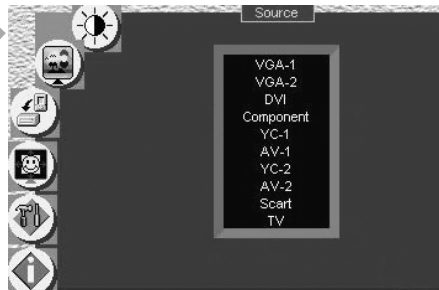 Source
VGA-1
VGA-2
DVI
Component
YC-1
AV-1
YC-2
AV-2
Scart
TV